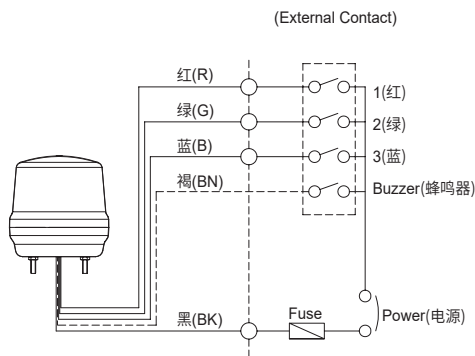 (External Contact)
红(R)
1(红)
绿(G)
2(绿)
蓝(B)
3(蓝)
褐(BN)
Buzzer(蜂鸣器)
黑(BK)
Fuse
Power(电源)